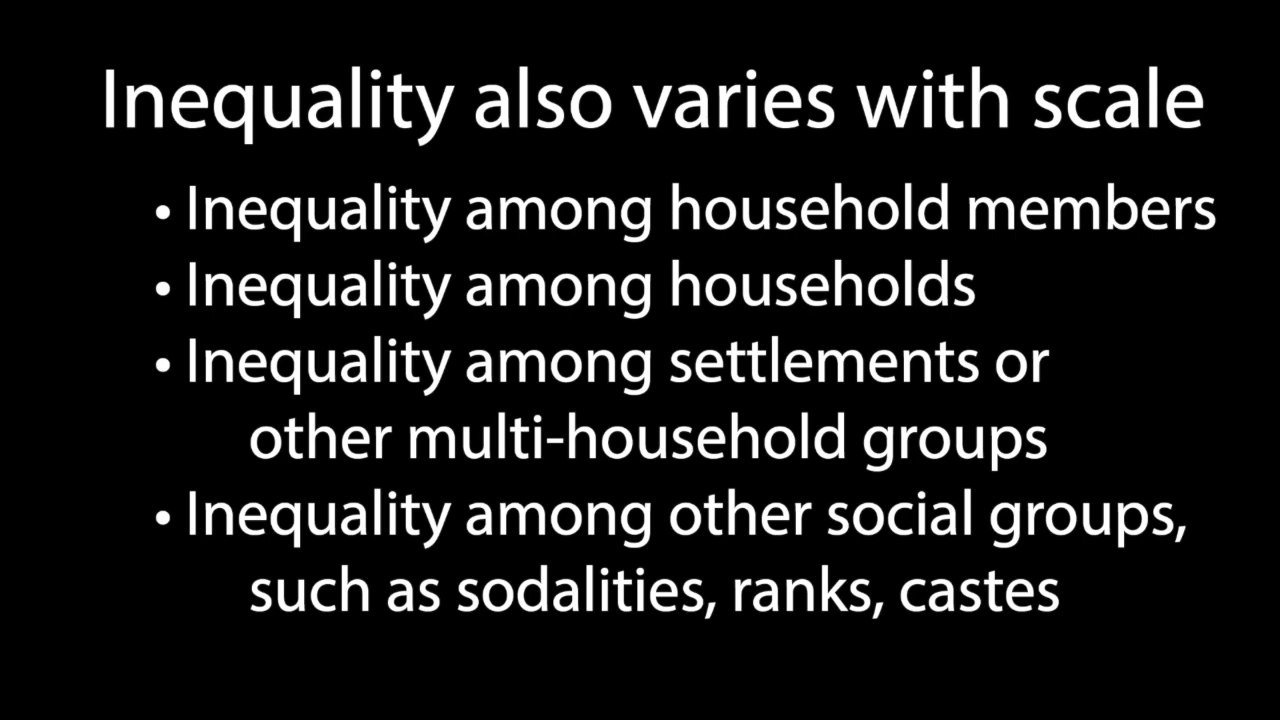 Inequality also varies with scale
• Inequality among household members
• Inequality among households
• Inequality among settlements or
other multi-household groups
• Inequality among other social groups,
such as sodalities, ranks, castes